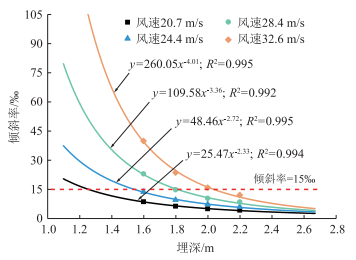 105
90
75
60
45
30
15
0
倾斜率/‰
风速20.7 m/s
风速28.4 m/s
风速24.4 m/s
风速32.6 m/s
y=260.05x^-4.01; R²=0.995
y=109.58x^-3.36; R²=0.992
y=48.46x^-2.72; R²=0.995
y=25.47x^-2.33; R²=0.994
倾斜率=15‰
1.0 1.2 1.4 1.6 1.8 2.0 2.2 2.4 2.6 2.8
埋深/m